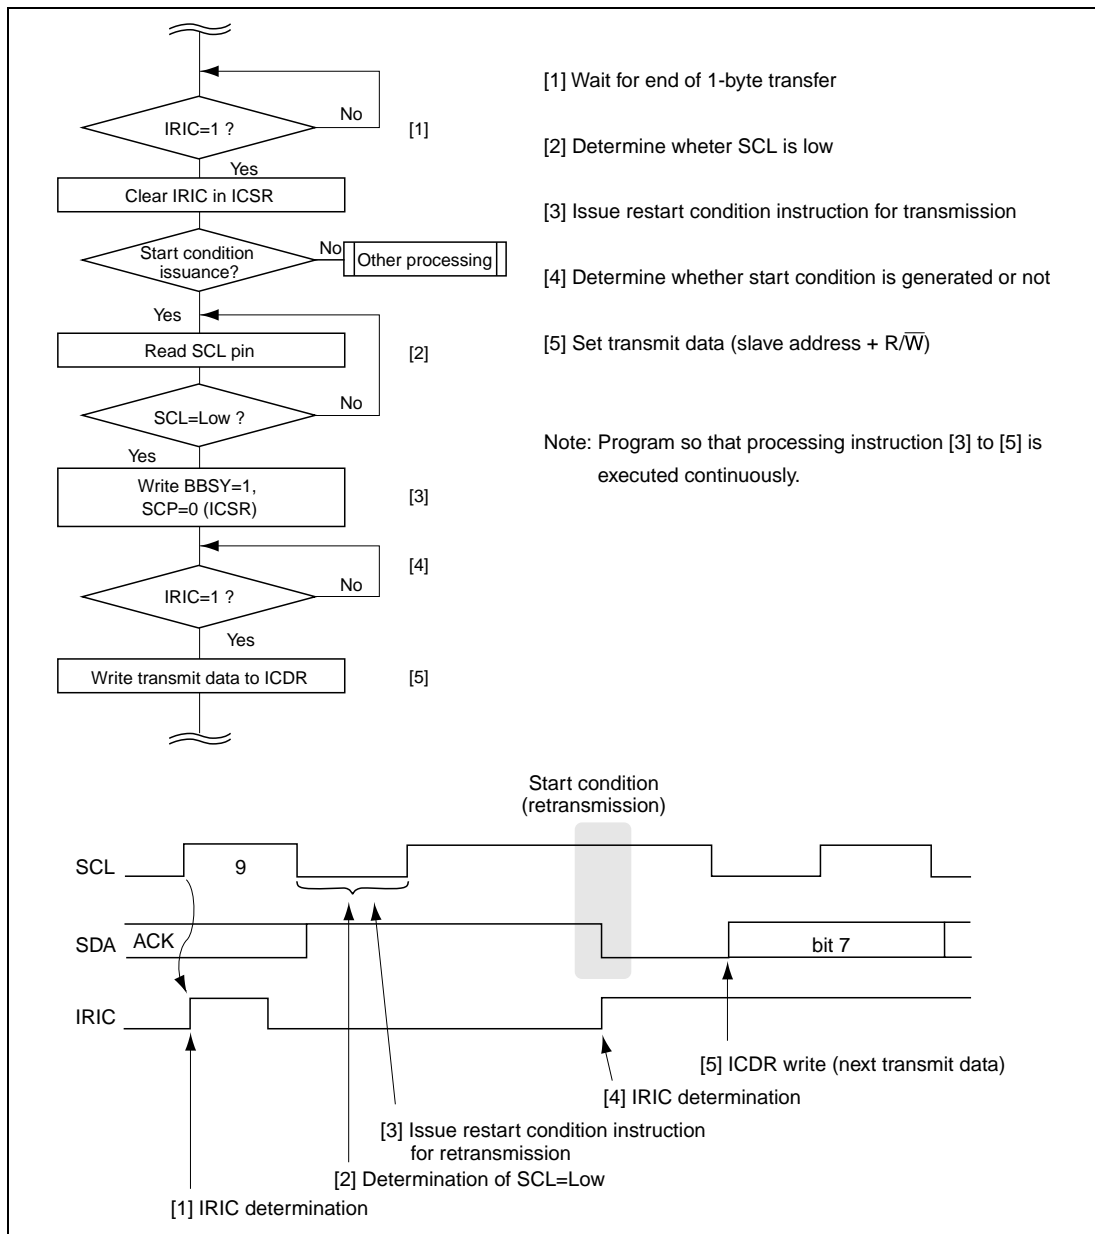 IRIC=1 ?
No
[1]
Yes
Clear IRIC in ICSR
Start condition
issuance?
No
Other processing
Yes
Read SCL pin
[2]
SCL=Low ?
No
Yes
Write BBSY=1,
SCP=0 (ICSR)
[3]
[4]
IRIC=1 ?
No
Yes
Write transmit data to ICDR
[5]
[1] Wait for end of 1-byte transfer
[2] Determine wheter SCL is low
[3] Issue restart condition instruction for transmission
[4] Determine whether start condition is generated or not
[5] Set transmit data (slave address + R/W̅)
Note: Program so that processing instruction [3] to [5] is
executed continuously.
Start condition
(retransmission)
SCL
9
SDA
ACK
bit 7
IRIC
[5] ICDR write (next transmit data)
[4] IRIC determination
[3] Issue restart condition instruction
for retransmission
[2] Determination of SCL=Low
[1] IRIC determination